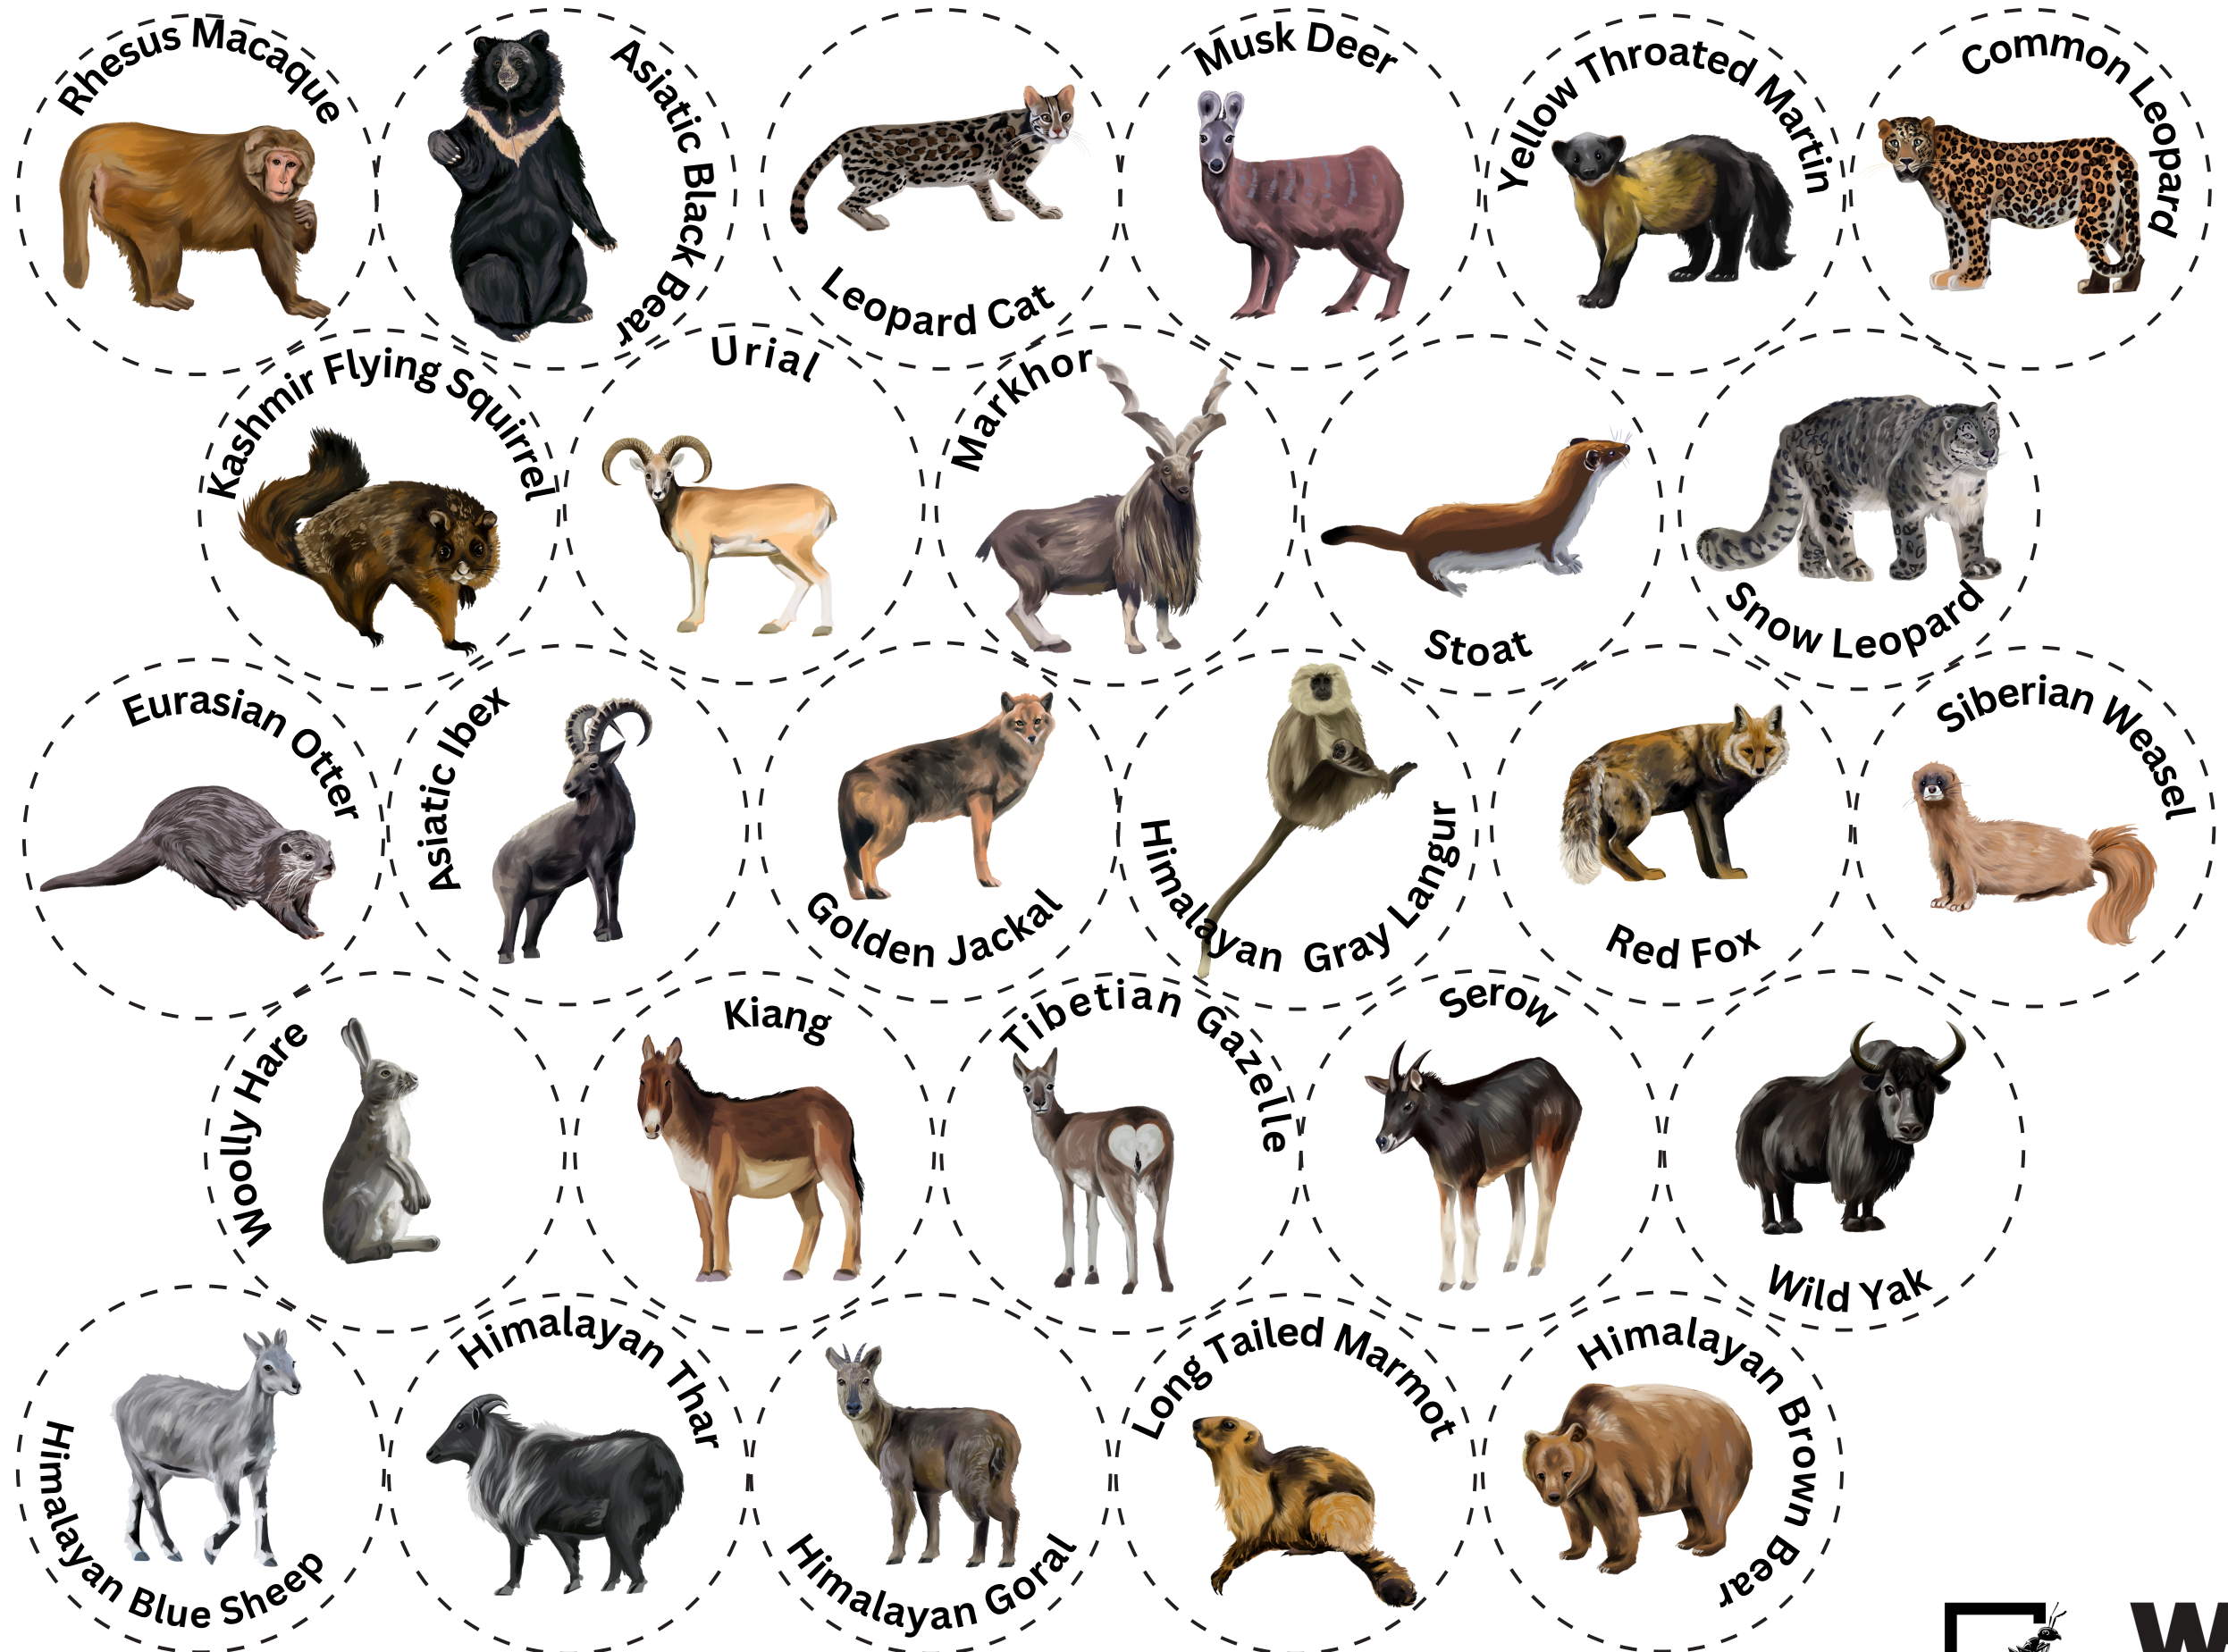 Rhesus Macaque
Asiatic Black Bear
Leopard Cat
Musk Deer
Yellow Throated Martin
Common Leopard
Kashmir Flying Squirrel
Urial
Markhor
Stoat
Snow Leopard
Eurasian Otter
Asiatic Ibex
Golden Jackal
Himalayan Gray Langur
Red Fox
Siberian Weasel
Woolly Hare
Kiang
Tibetian Gazelle
Serow
Wild Yak
Himalayan Blue Sheep
Himalayan Thar
Himalayan Goral
Long Tailed Marmot
Himalayan Brown Bear
W